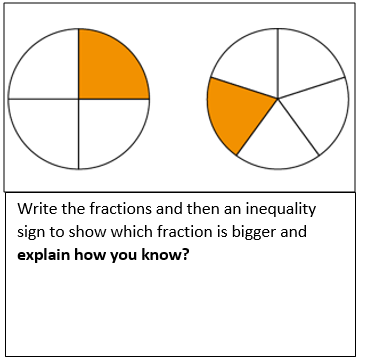 Write the fractions and then an inequality
sign to show which fraction is bigger and
explain how you know?